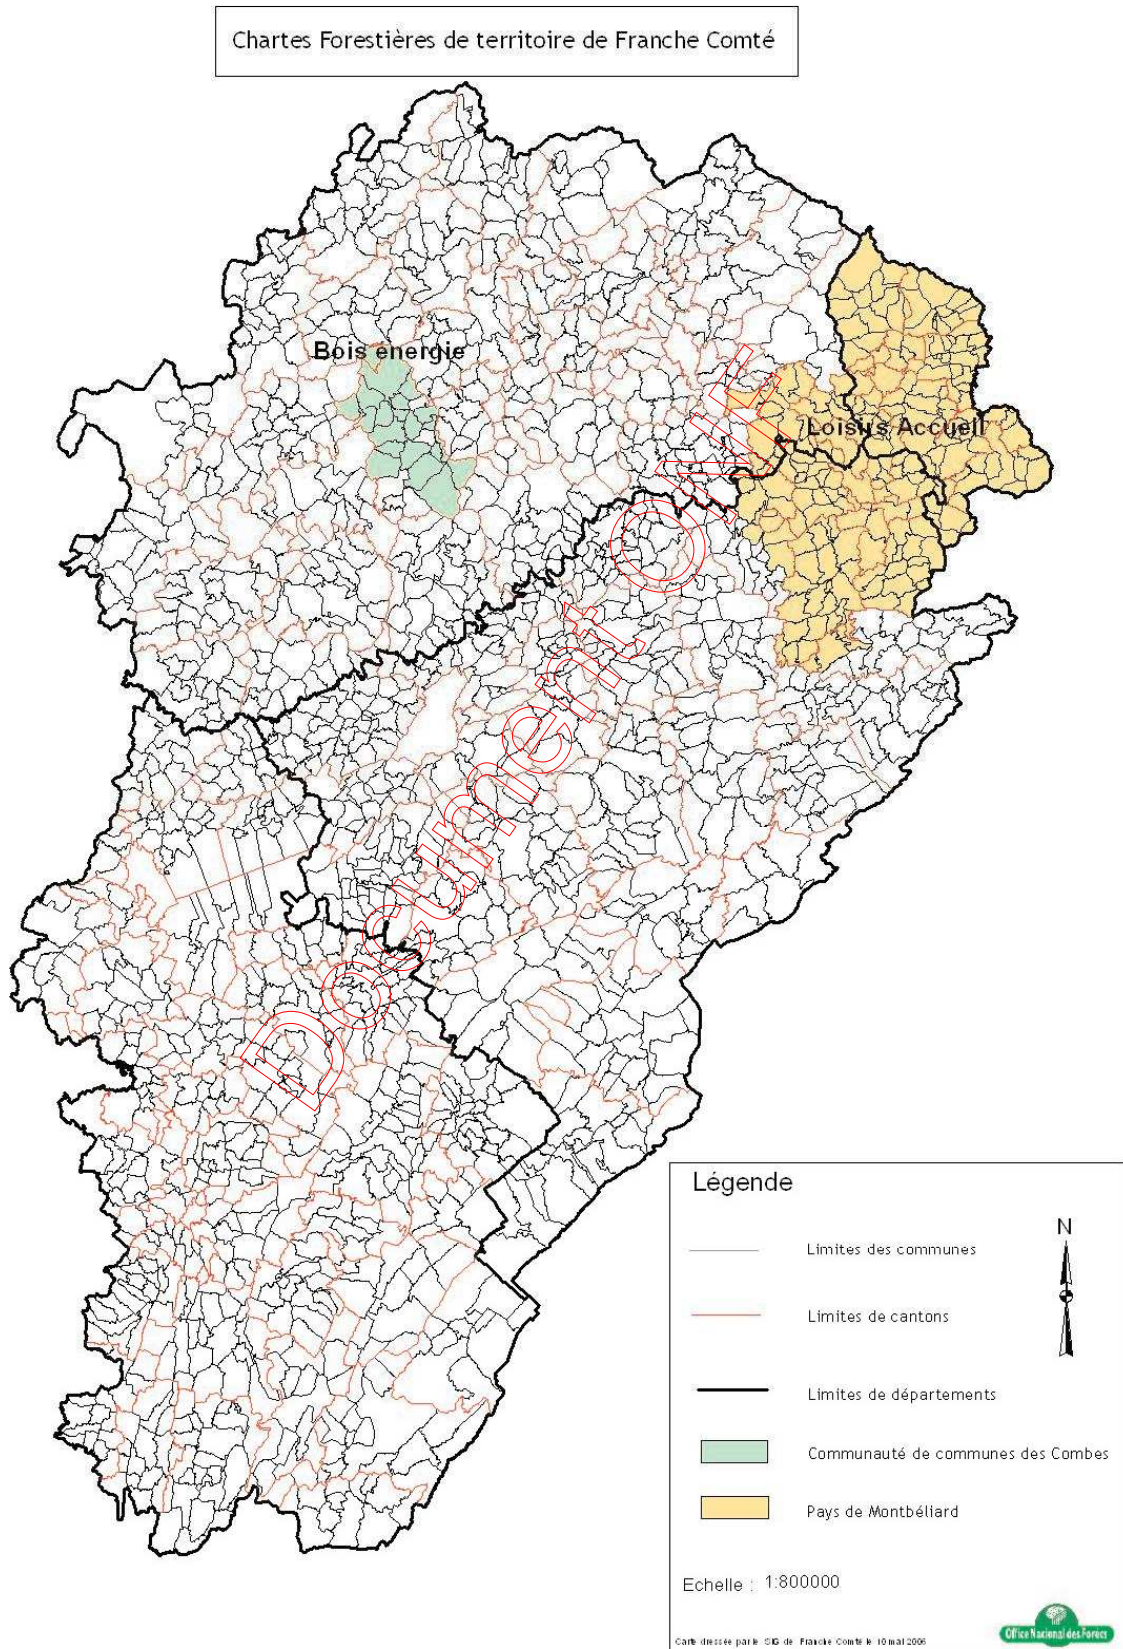 Chartes Forestières de territoire de Franche Comté
Bois énergie
Loisirs Accueil
Document ONF
Légende
N
Limites des communes
Limites de cantons
Limites de départements
Communauté de communes des Combes
Pays de Montbéliard
Echelle : 1:800000
Office National des Forêts
Carte dressée par le SIG de Franche Comté le 10 mai 2006